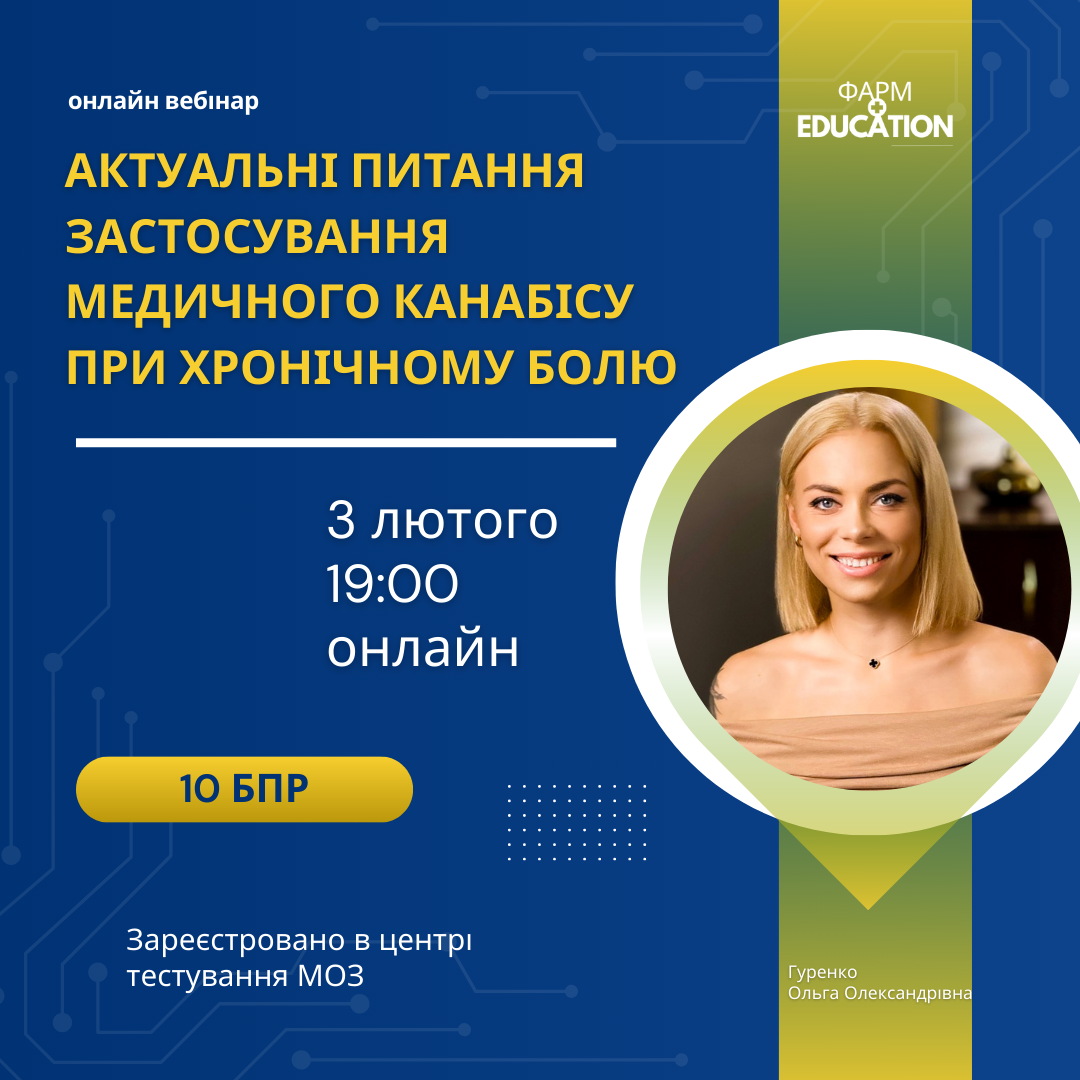 онлайн вебінар
ФАРМ
EDUCATION
АКТУАЛЬНІ ПИТАННЯ
ЗАСТОСУВАННЯ
МЕДИЧНОГО КАНАБІСУ
ПРИ ХРОНІЧНОМУ БОЛЮ
3 лютого
19:00
онлайн
10 БПР
Зареєстровано в центрі
тестування МОЗ
Гуренко
Ольга Олександрівна